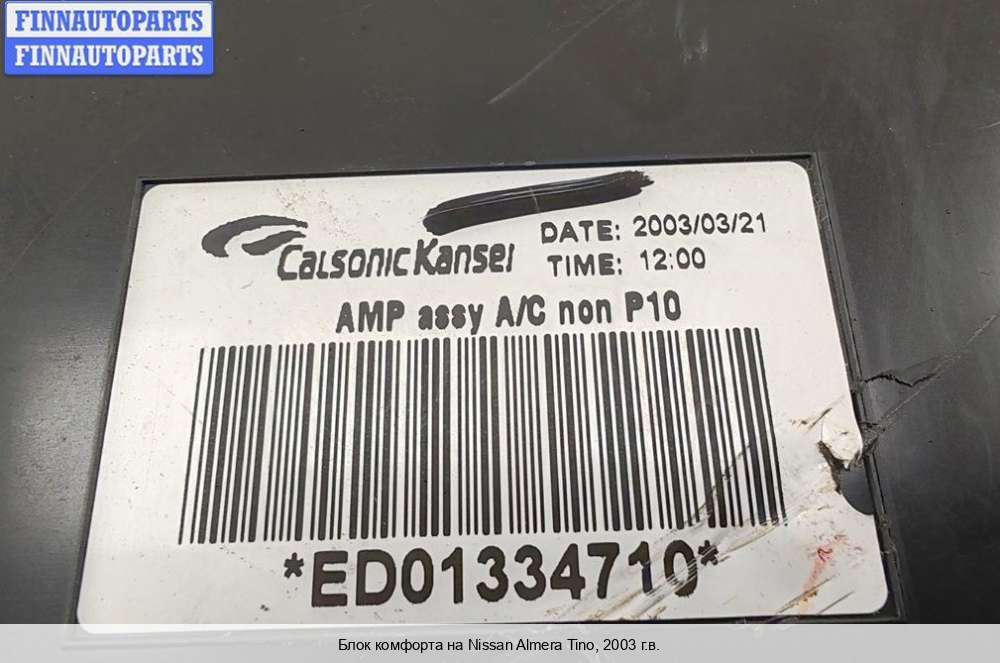 FINNAUTOPARTS
FINNAUTOPARTS
CalsonicKansei
DATE: 2003/03/21
TIME: 12:00
AMP assy A/C non P10
*ED01334710*
Блок комфорта на Nissan Almera Tino, 2003 г.в.